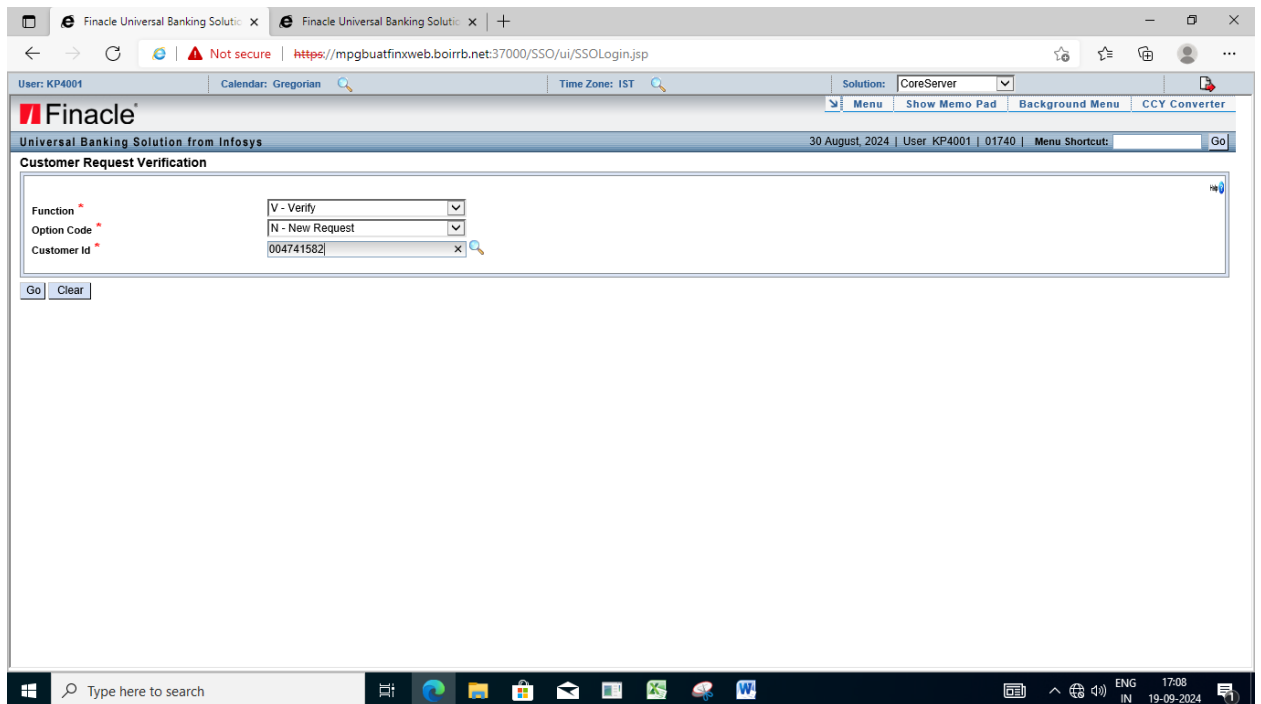 Finacle Universal Banking Solutic Finacle Universal Banking Solutic
Not secure https://mpgbuatfinxweb.boirrb.net:37000/SSO/ui/SSOLogin.jsp
User: KP4001 Calendar: Gregorian Time Zone: IST Solution: CoreServer
Finacle
Menu Show Memo Pad Background Menu CCY Converter
Universal Banking Solution from Infosys 30 August, 2024 | User KP4001 | 01740 | Menu Shortcut: Go
Customer Request Verification
Function * V - Verify
Option Code * N - New Request
Customer Id * 004741582
Go Clear
Type here to search
ENG 17:08
IN 19-09-2024